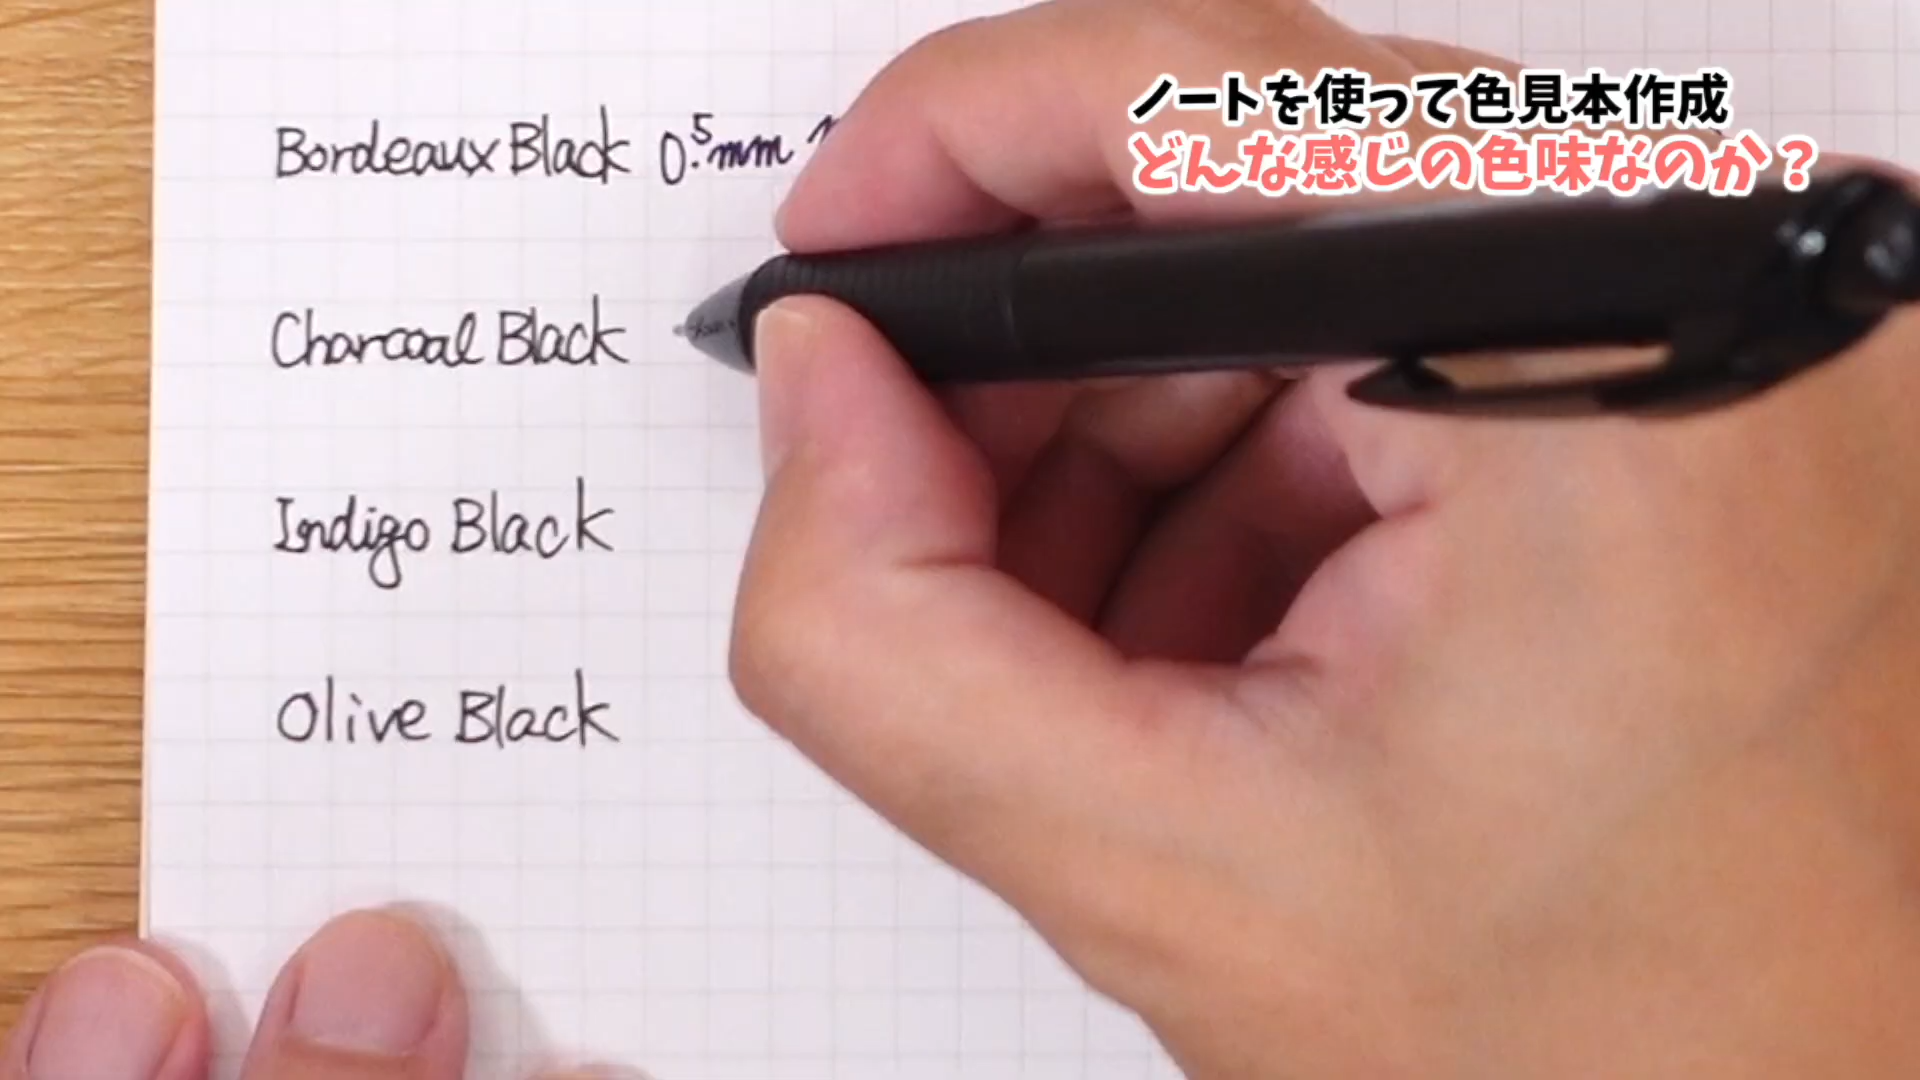 ノートを使って色見本作成
どんな感じの色味なのか？
Bordeaux Black 0.5mm
Charcoal Black
Indigo Black
Olive Black